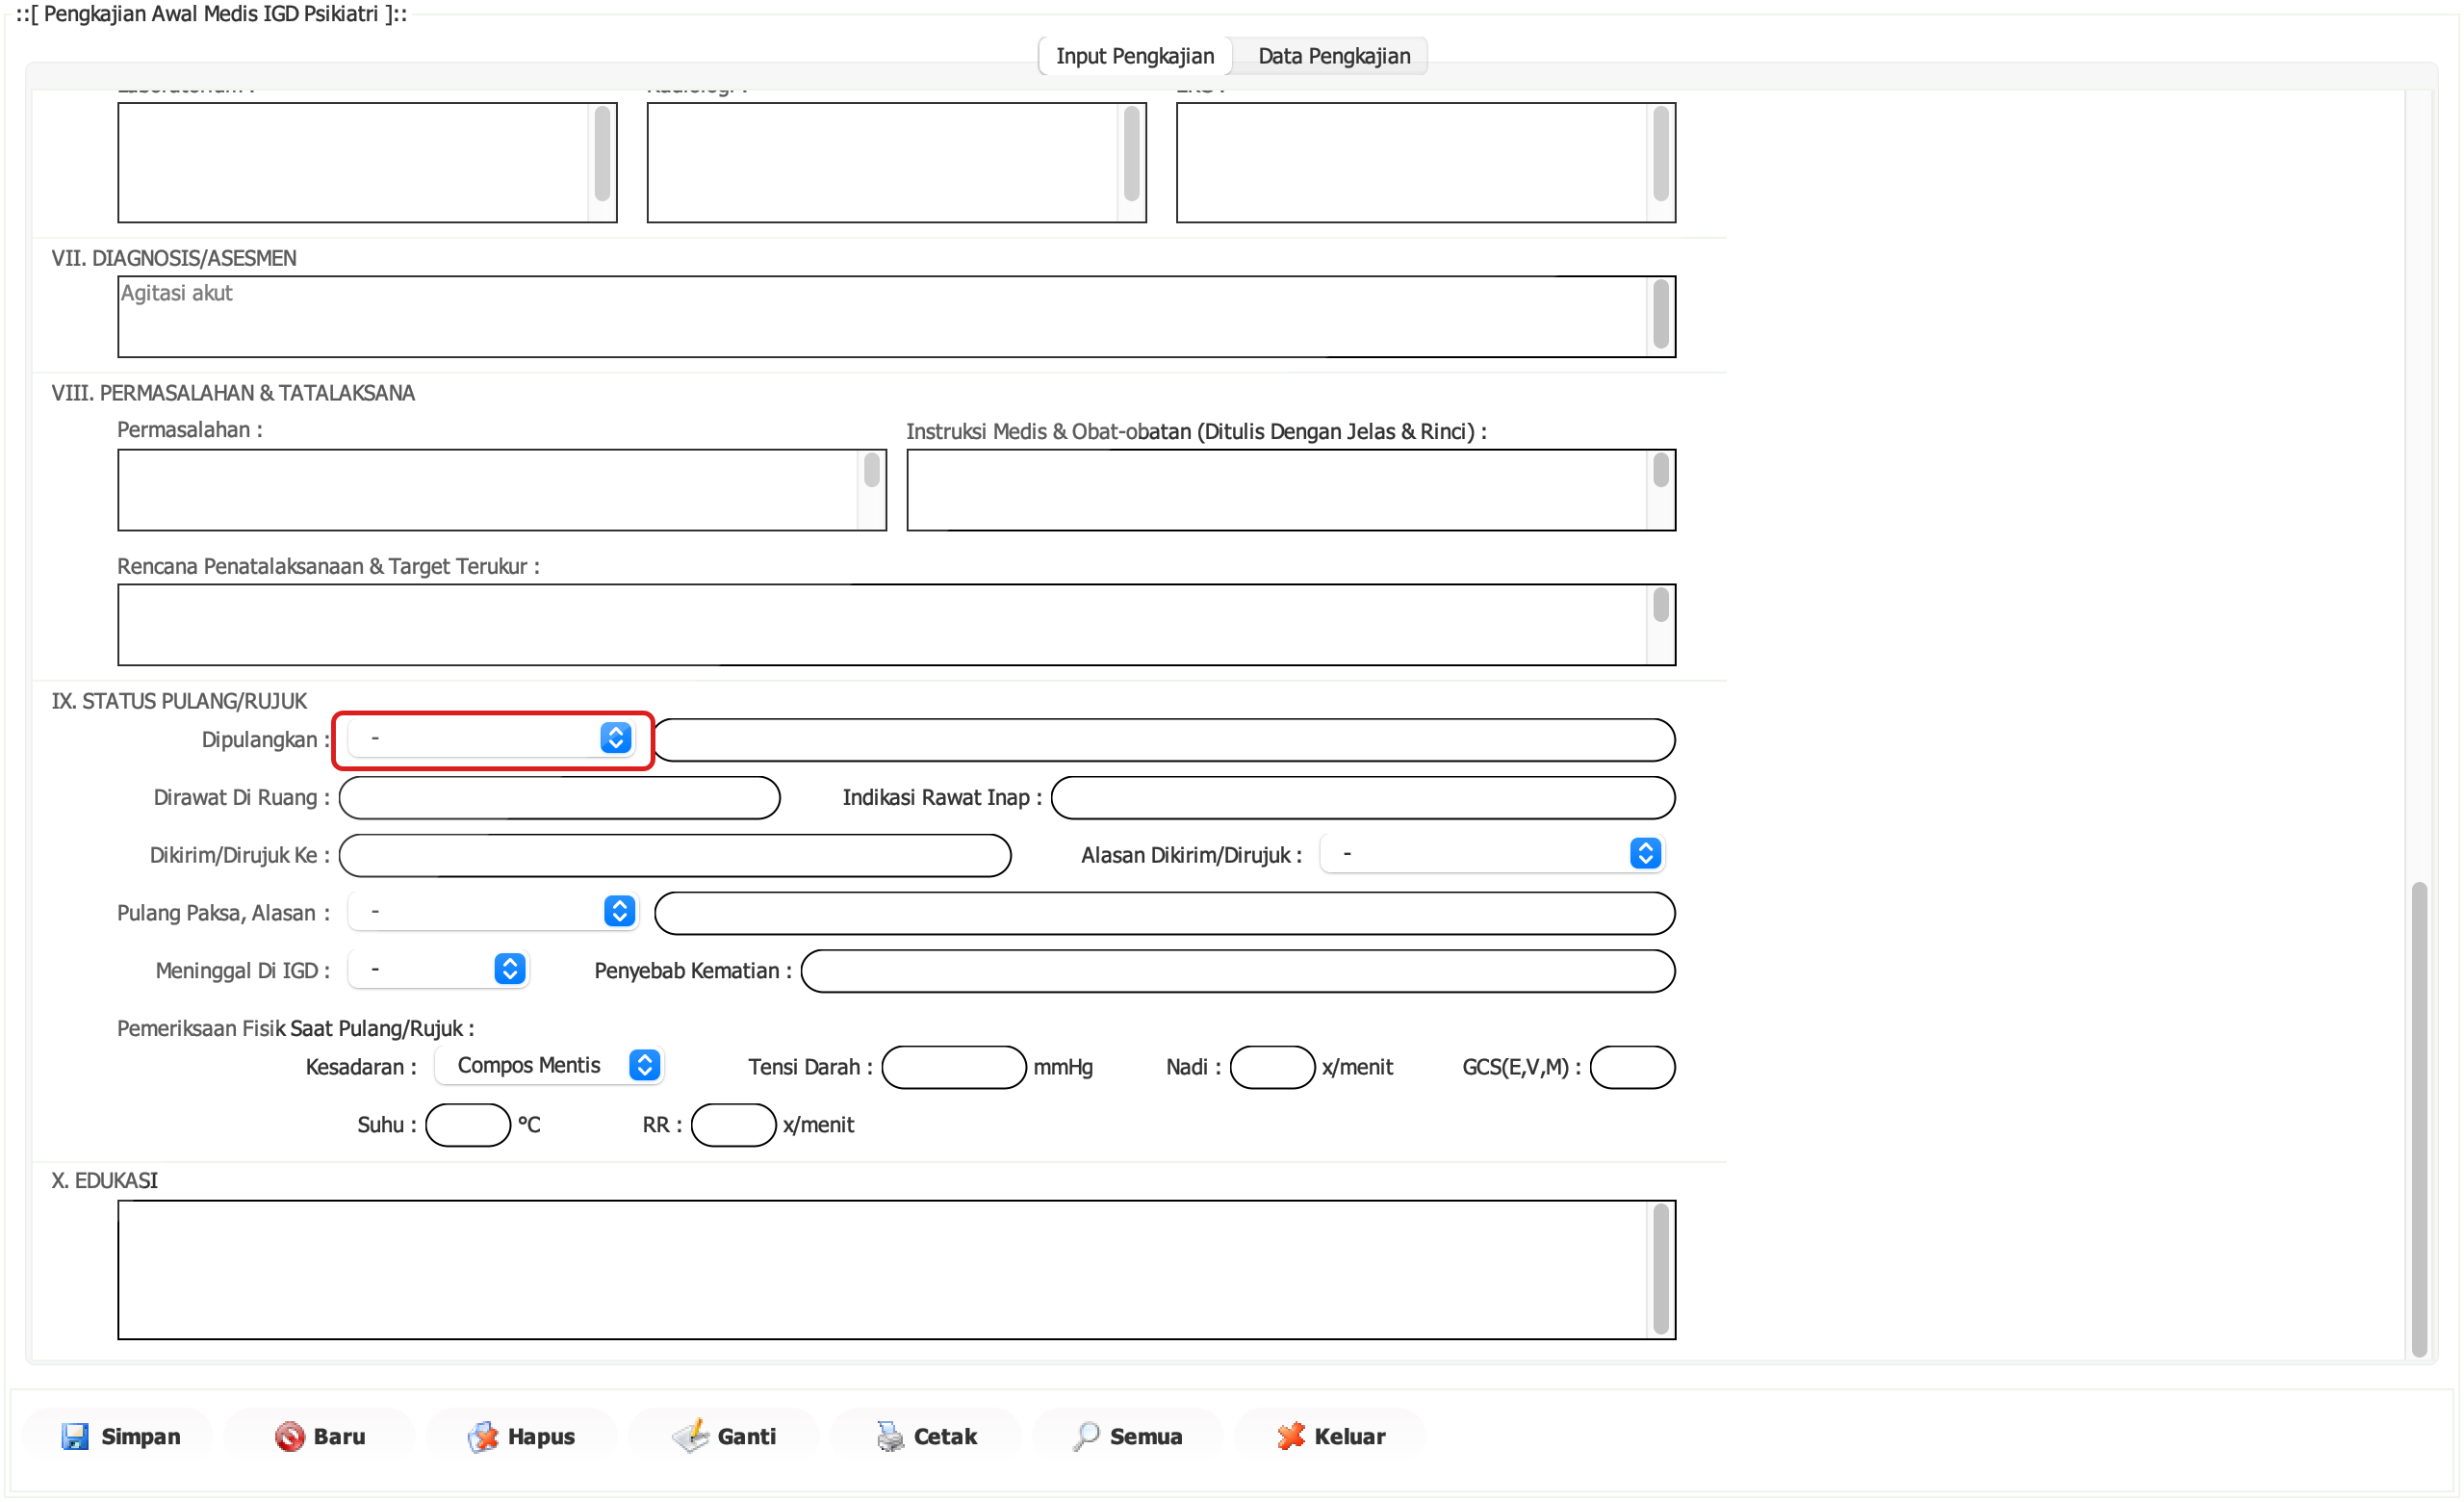 ::[ Pengkajian Awal Medis IGD Psikiatri ]::
Input Pengkajian Data Pengkajian
VII. DIAGNOSIS/ASESMEN
Agitasi akut
VIII. PERMASALAHAN & TATALAKSANA
Permasalahan : Instruksi Medis & Obat-obatan (Ditulis Dengan Jelas & Rinci) :
Rencana Penatalaksanaan & Target Terukur :
IX. STATUS PULANG/RUJUK
Dipulangkan : -
Dirawat Di Ruang : Indikasi Rawat Inap :
Dikirim/Dirujuk Ke : Alasan Dikirim/Dirujuk : -
Pulang Paksa, Alasan : -
Meninggal Di IGD : - Penyebab Kematian :
Pemeriksaan Fisik Saat Pulang/Rujuk :
Kesadaran : Compos Mentis Tensi Darah : mmHg Nadi : x/menit GCS(E,V,M) :
Suhu : °C RR : x/menit
X. EDUKASI
Simpan Baru Hapus Ganti Cetak Semua Keluar